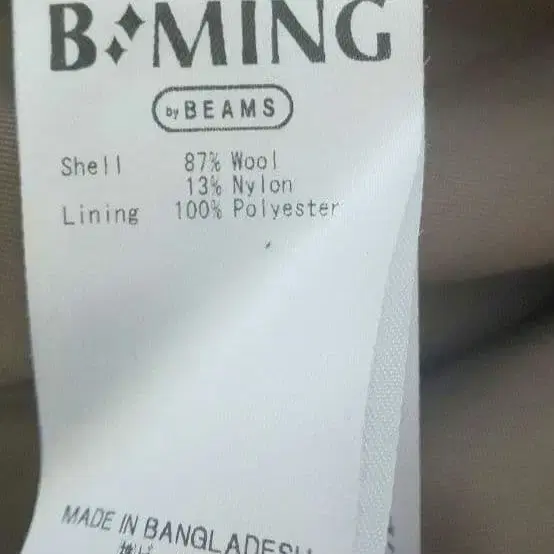 B MING
by BEAMS
Shell 87% Wool
13% Nylon
Lining 100% Polyester
MADE IN BANGLADESH